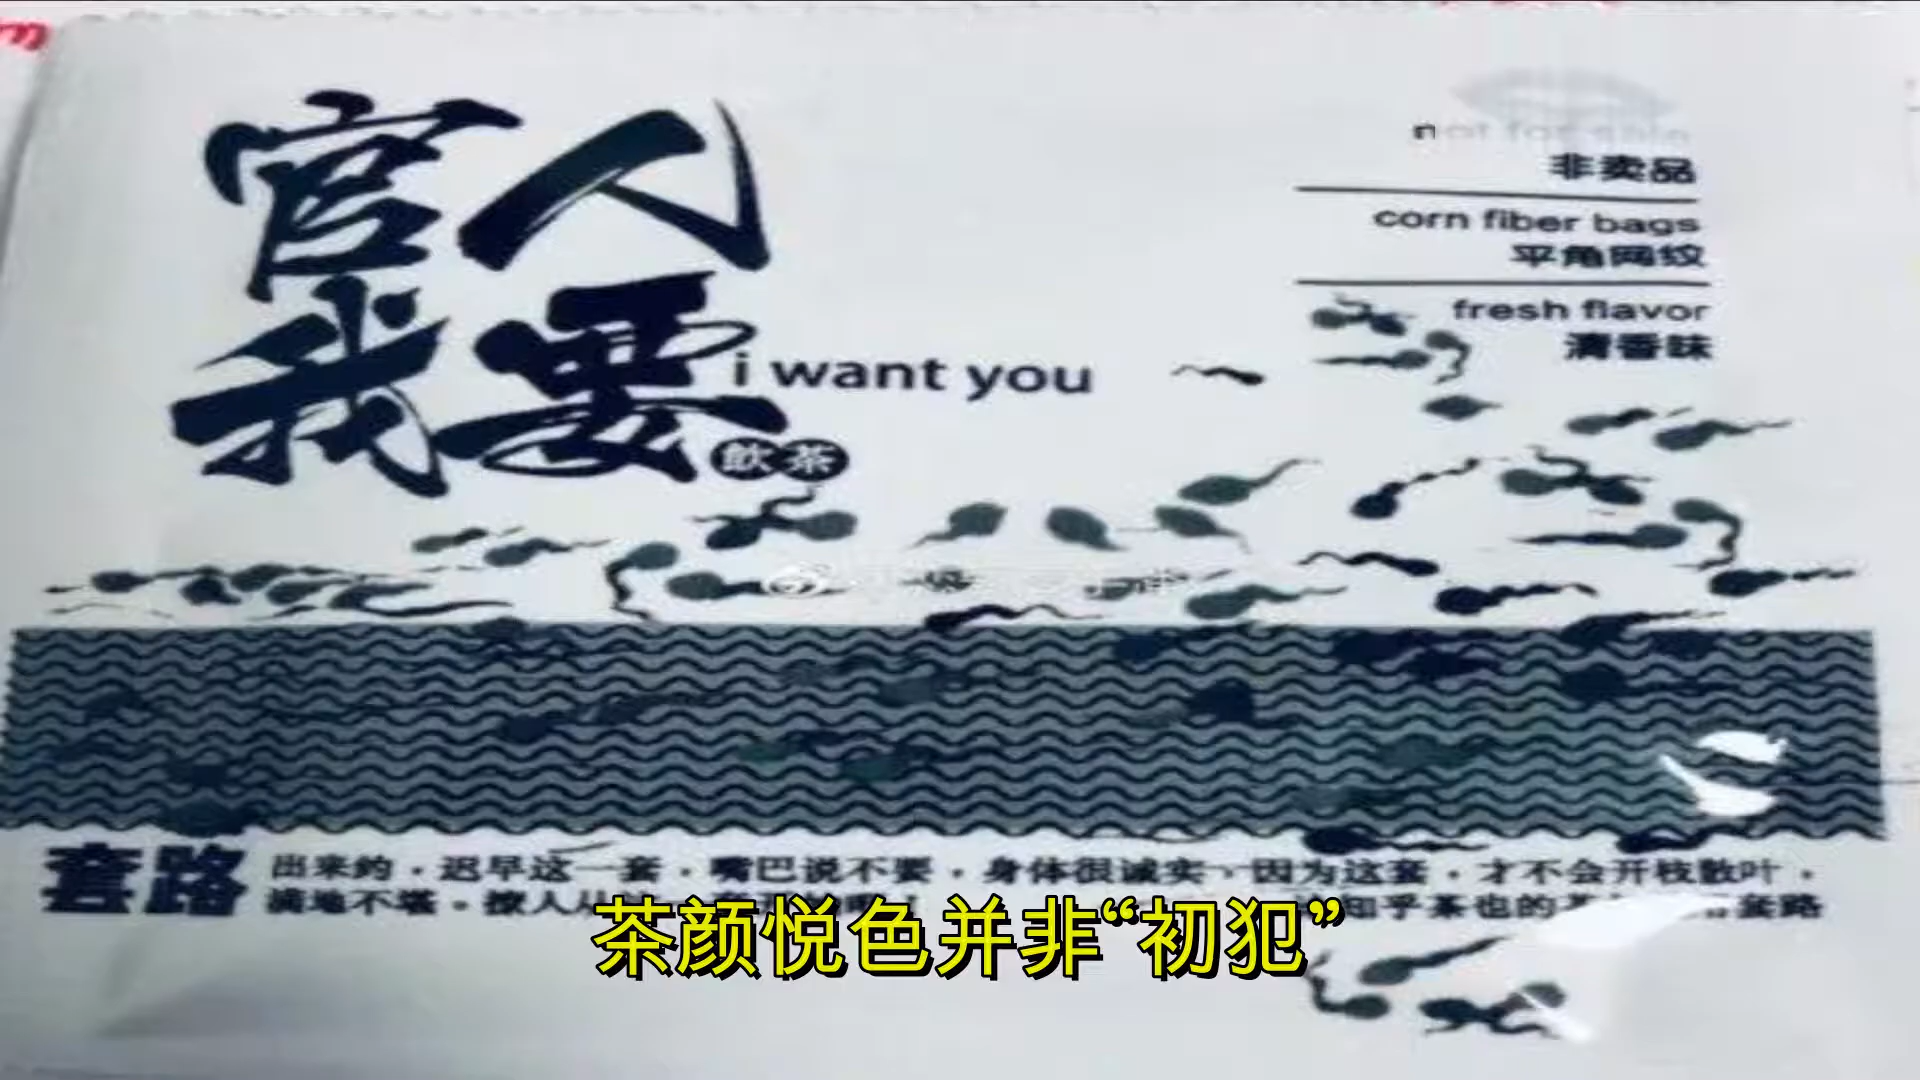 官人
我要
i want you
飲茶
非卖品
corn fiber bags
平角网纹
fresh flavor
清香味
套路
出来约，迟早这一套，嘴巴说不要，身体很诚实，因为这套，才不会开枝散叶，
满地不堪。撩人
套路
茶颜悦色并非“初犯”